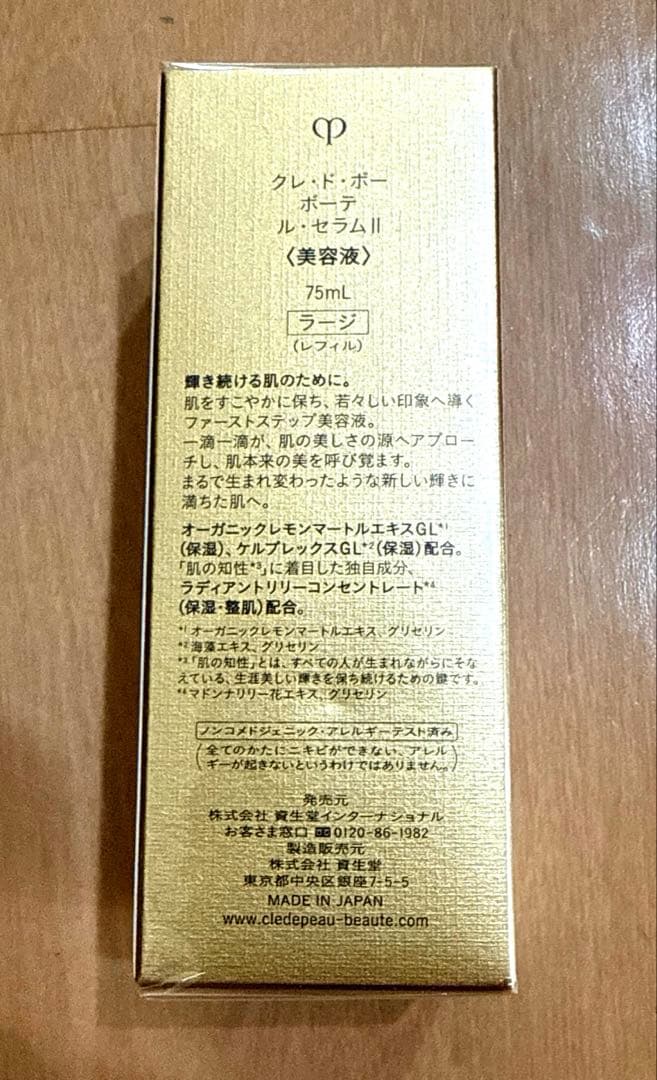 クレ・ド・ポー
ボーテ
ル・セラムⅡ
〈美容液〉
75mL
ラージ
(レフィル)
輝き続ける肌のために。
肌をすこやかに保ち、若々しい印象へ導く
ファーストステップ美容液。
一滴一滴が、肌の美しさの源へアプロー
チし、肌本来の美を呼び覚ます。
まるで生まれ変わったような新しい輝きに
満ちた肌へ。
オーガニックレモンマートルエキスGL*1
(保湿)、ケルプレックスGL*2(保湿)配合。
「肌の知性*3」に着目した独自成分、
ラディアントリリーコンセントレート*4
(保湿・整肌)配合。
*1 オーガニックレモンマートルエキス、グリセリン
*2 海藻エキス、グリセリン
*3 「肌の知性」とは、すべての人が生まれながらにそな
えている、生涯美しい輝きを保ち続けるための鍵です。
*4 マドンナリリー花エキス、グリセリン
ノンコメドジェニック・アレルギーテスト済み
(全てのかたにニキビができない、アレル
ギーが起きないというわけではありません。)
発売元
株式会社 資生堂インターナショナル
お客さま窓口 0120-86-1982
製造販売元
株式会社 資生堂
東京都中央区銀座7-5-5
MADE IN JAPAN
www.cledepeau-beaute.com